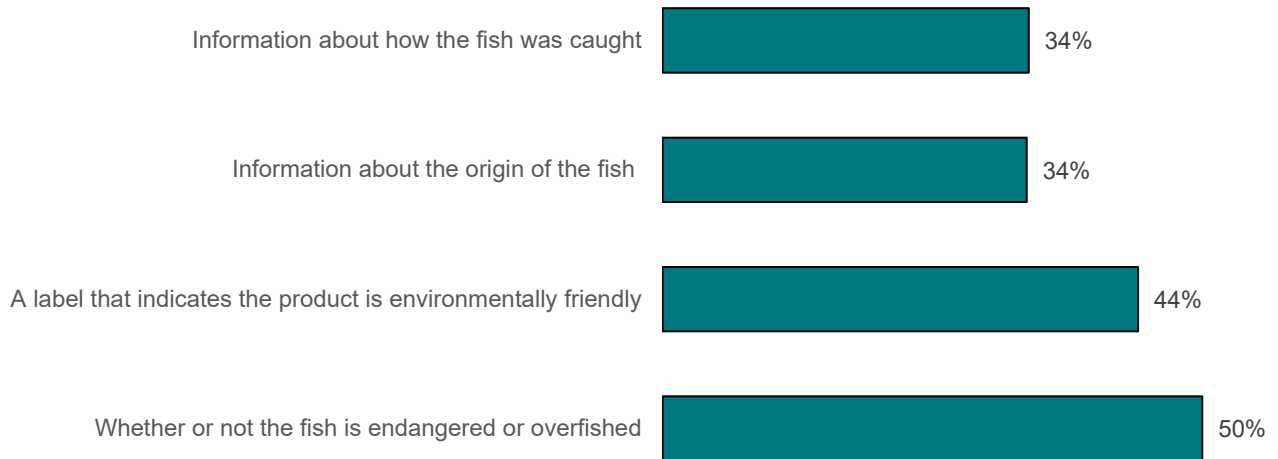 Information about how the fish was caught 34%
Information about the origin of the fish 34%
A label that indicates the product is environmentally friendly 44%
Whether or not the fish is endangered or overfished 50%